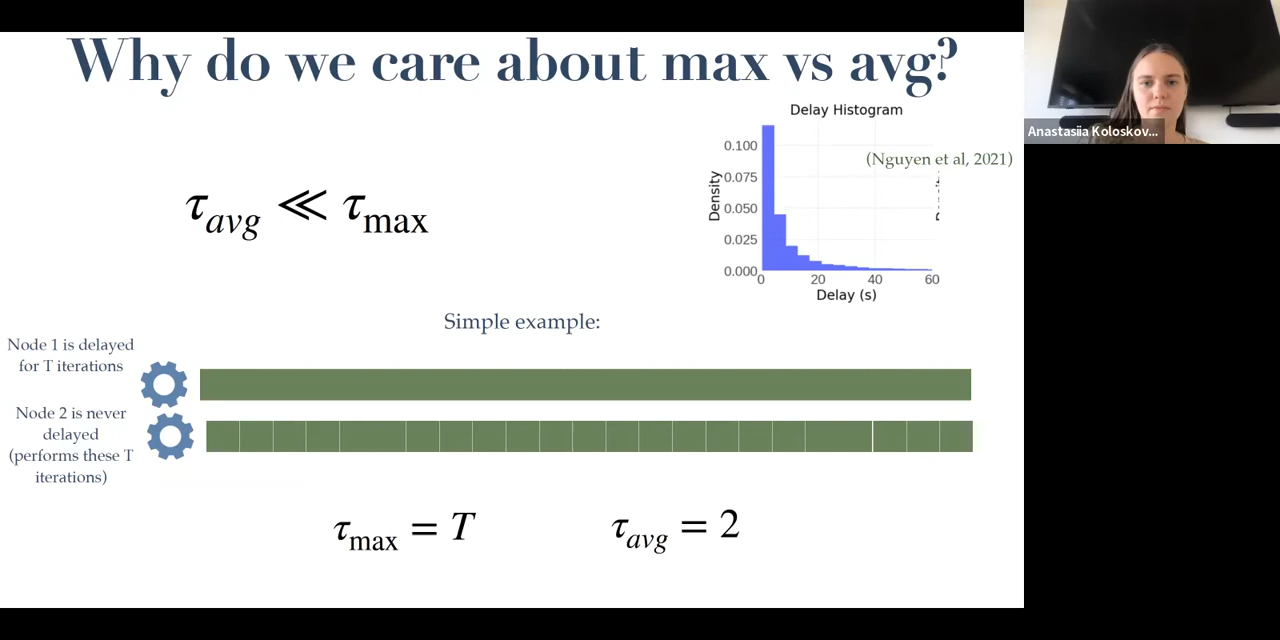 Why do we care about max vs avg?
τavg ≪ τmax
Delay Histogram
(Nguyen et al, 2021)
Density
0.100
0.075
0.050
0.025
0.000
0 20 40 60
Delay (s)
Simple example:
Node 1 is delayed
for T iterations
Node 2 is never
delayed
(performs these T
iterations)
τmax = T
τavg = 2
Anastasiia Koloskov...